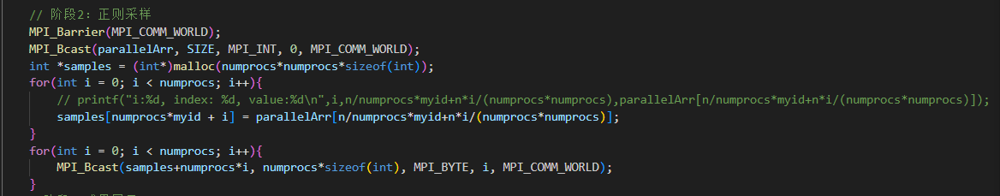 // 阶段2：正则采样
MPI_Barrier(MPI_COMM_WORLD);
MPI_Bcast(parallelArr, SIZE, MPI_INT, 0, MPI_COMM_WORLD);
int *samples = (int*)malloc(numprocs*numprocs*sizeof(int));
for(int i = 0; i < numprocs; i++){
    // printf("i:%d, index: %d, value:%d\n",i,n/numprocs*myid+n*i/(numprocs*numprocs),parallelArr[n/numprocs*myid+n*i/(numprocs*numprocs)]);
    samples[numprocs*myid + i] = parallelArr[n/numprocs*myid+n*i/(numprocs*numprocs)];
}
for(int i = 0; i < numprocs; i++){
    MPI_Bcast(samples+numprocs*i, numprocs*sizeof(int), MPI_BYTE, i, MPI_COMM_WORLD);
}